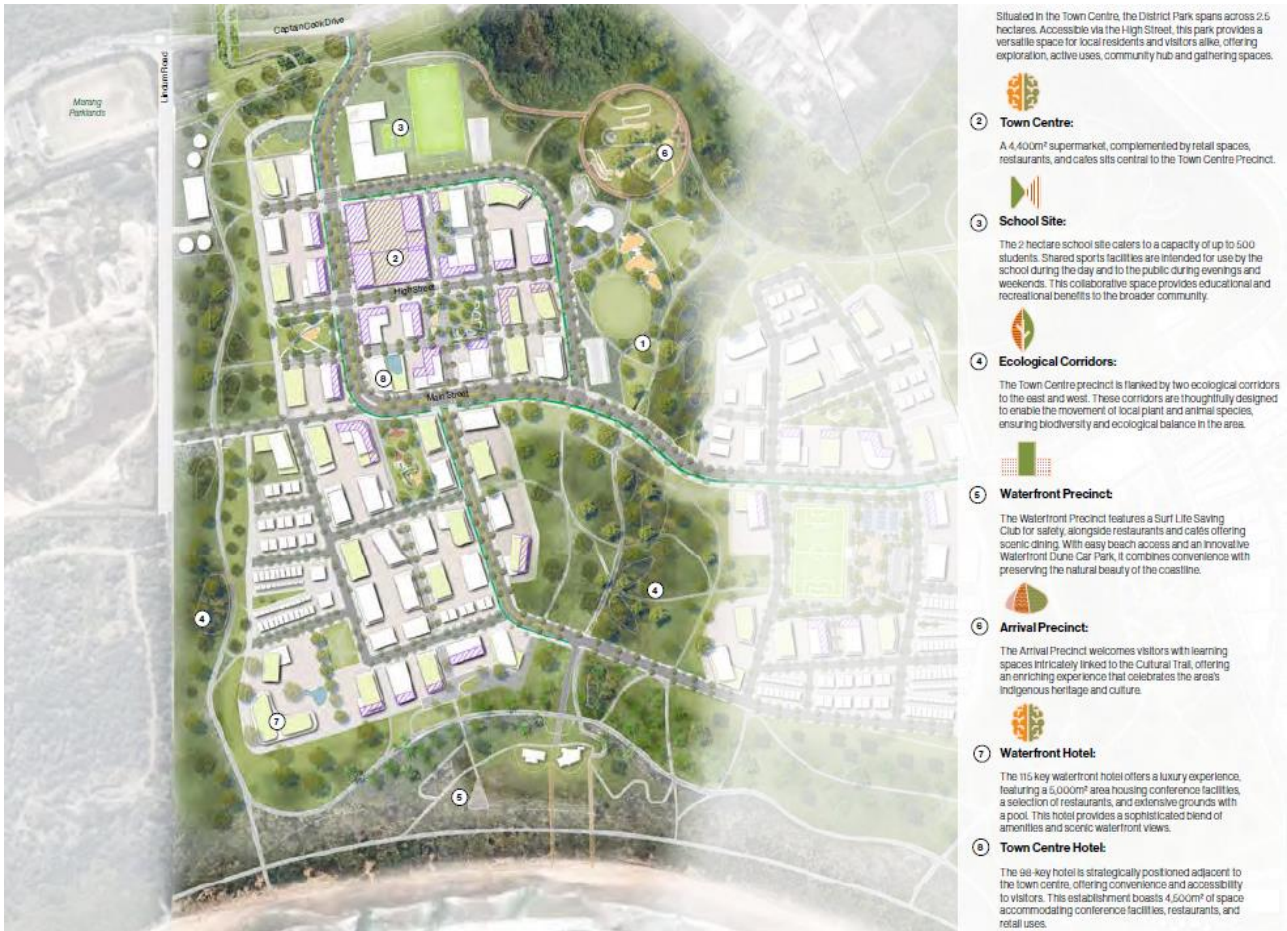 Captain Cook Drive
Lindum Road
Marang
Parklands
3
6
2
High Street
1
8
Main Street
4
4
7
5
Situated in the Town Centre, the District Park spans across 2.5
hectares. Accessible via the High Street, this park provides a
versatile space for local residents and visitors alike, offering
exploration, active uses, community hub and gathering spaces.
2 Town Centre:
A 4,400m² supermarket, complemented by retail spaces,
restaurants, and cafes sits central to the Town Centre Precinct.
3 School Site:
The 2 hectare school site caters to a capacity of up to 500
students. Shared sports facilities are intended for use by the
school during the day and to the public during evenings and
weekends. This collaborative space provides educational and
recreational benefits to the broader community.
4 Ecological Corridors:
The Town Centre precinct is flanked by two ecological corridors
to the east and west. These corridors are thoughtfully designed
to enable the movement of local plant and animal species,
ensuring biodiversity and ecological balance in the area.
5 Waterfront Precinct:
The Waterfront Precinct features a Surf Life Saving
Club for safety, alongside restaurants and cafés offering
scenic dining. With easy beach access and an innovative
Waterfront Dune Car Park, it combines convenience with
preserving the natural beauty of the coastline.
6 Arrival Precinct:
The Arrival Precinct welcomes visitors with learning
spaces intricately linked to the Cultural Trail, offering
an enriching experience that celebrates the area's
Indigenous heritage and culture.
7 Waterfront Hotel:
The 115 key waterfront hotel offers a luxury experience,
featuring a 5,000m² area housing conference facilities,
a selection of restaurants, and extensive grounds with
a pool. This hotel provides a sophisticated blend of
amenities and scenic waterfront views.
8 Town Centre Hotel:
The 98-key hotel is strategically positioned adjacent to
the town centre, offering convenience and accessibility
to visitors. This establishment boasts 4,500m² of space
accommodating conference facilities, restaurants, and
retail uses.